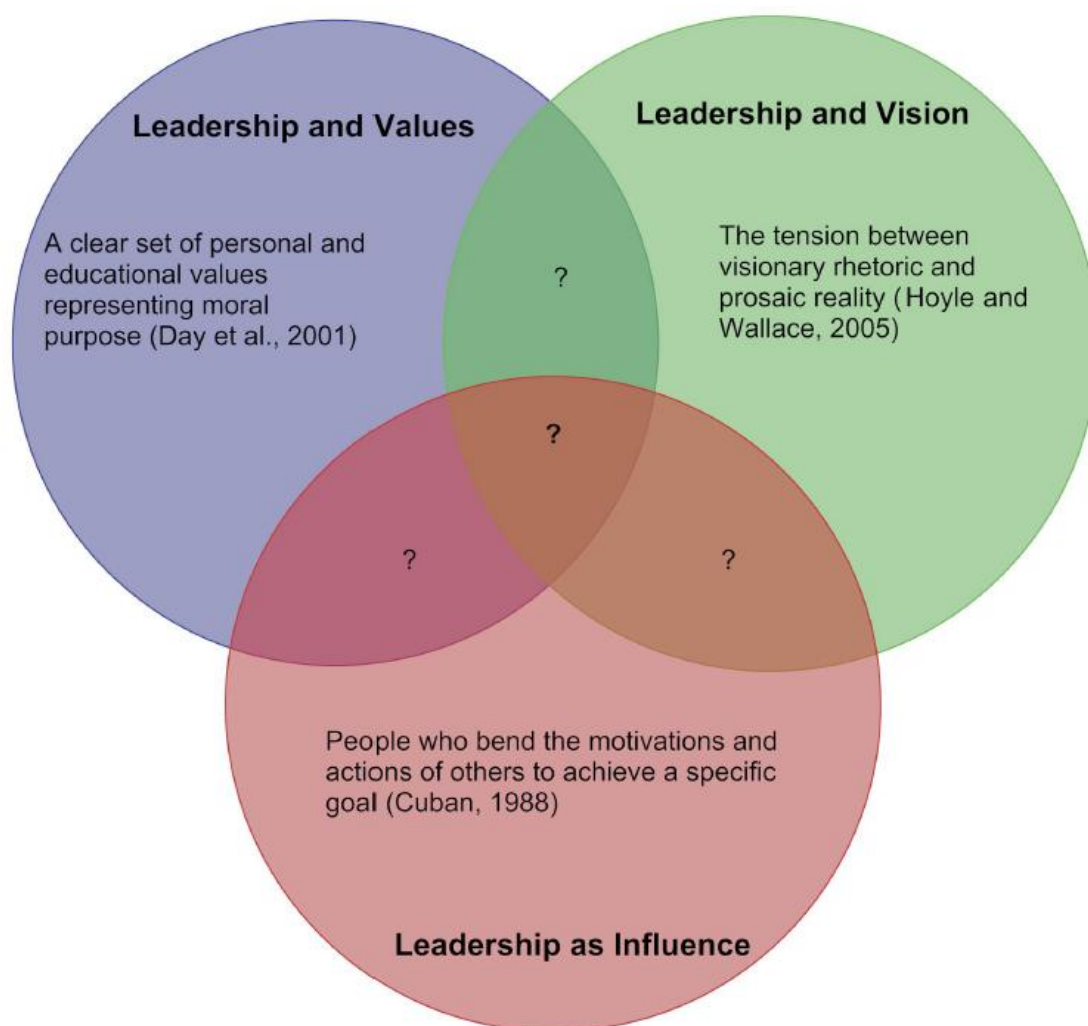 Leadership and Values
Leadership and Vision
A clear set of personal and
educational values
representing moral
purpose (Day et al., 2001)
?
The tension between
visionary rhetoric and
prosaic reality (Hoyle and
Wallace, 2005)
?
?
?
People who bend the motivations and
actions of others to achieve a specific
goal (Cuban, 1988)
Leadership as Influence